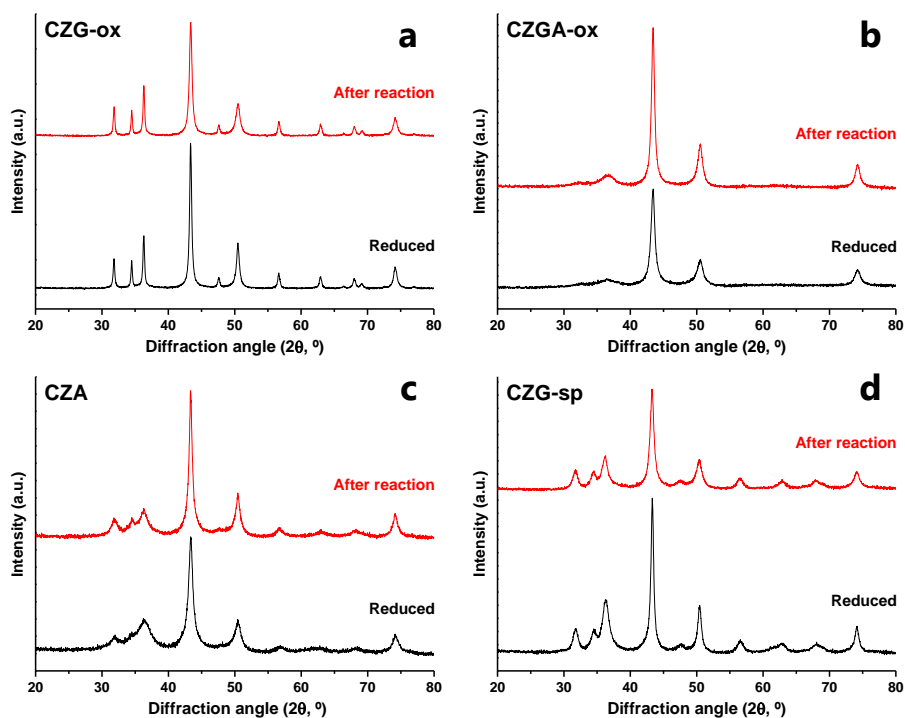 CZG-ox
a
After reaction
Reduced
Intensity (a.u.)
20 30 40 50 60 70 80
Diffraction angle (2θ, º)
CZGA-ox
b
After reaction
Reduced
Intensity (a.u.)
20 30 40 50 60 70 80
Diffraction angle (2θ, º)
CZA
c
After reaction
Reduced
Intensity (a.u.)
20 30 40 50 60 70 80
Diffraction angle (2θ, º)
CZG-sp
d
After reaction
Reduced
Intensity (a.u.)
20 30 40 50 60 70 80
Diffraction angle (2θ, º)